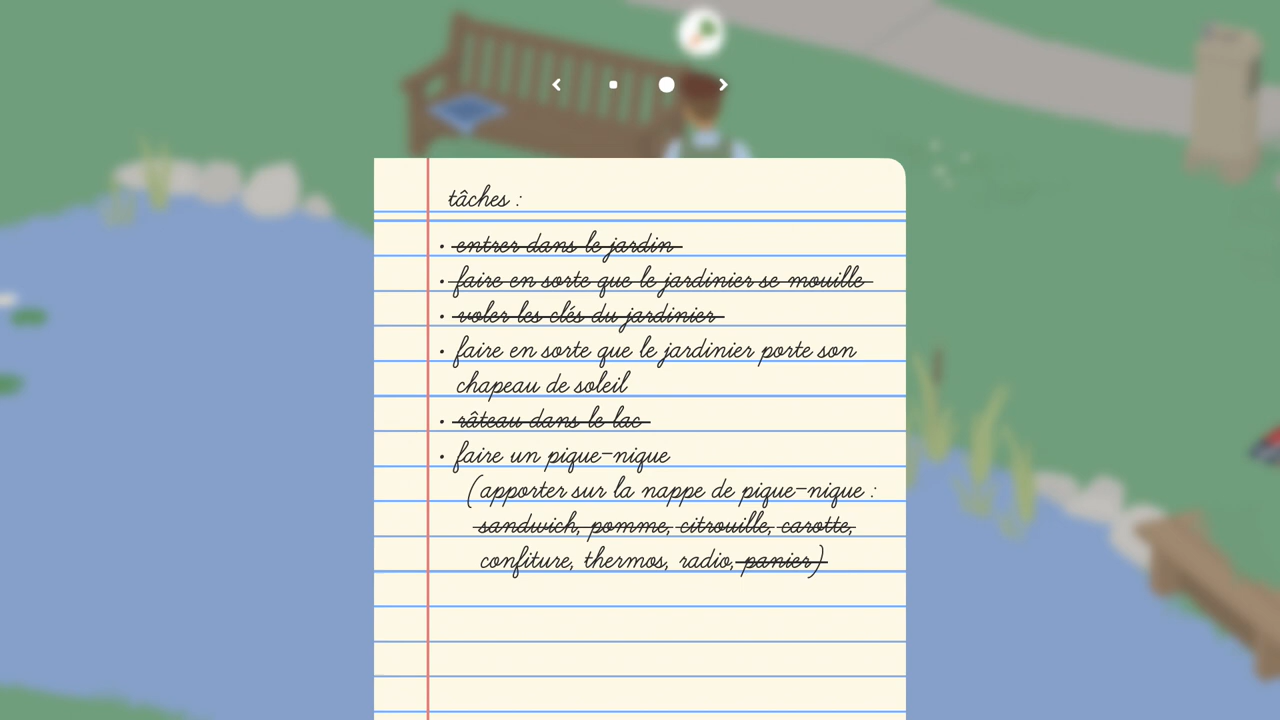 tâches :
• entrer dans le jardin
• faire en sorte que le jardinier se mouille
• voler les clés du jardinier
• faire en sorte que le jardinier porte son
chapeau de soleil
• râteau dans le lac
• faire un pique-nique
(apporter sur la nappe de pique-nique :
sandwich, pomme, citrouille, carotte,
confiture, thermos, radio, panier)